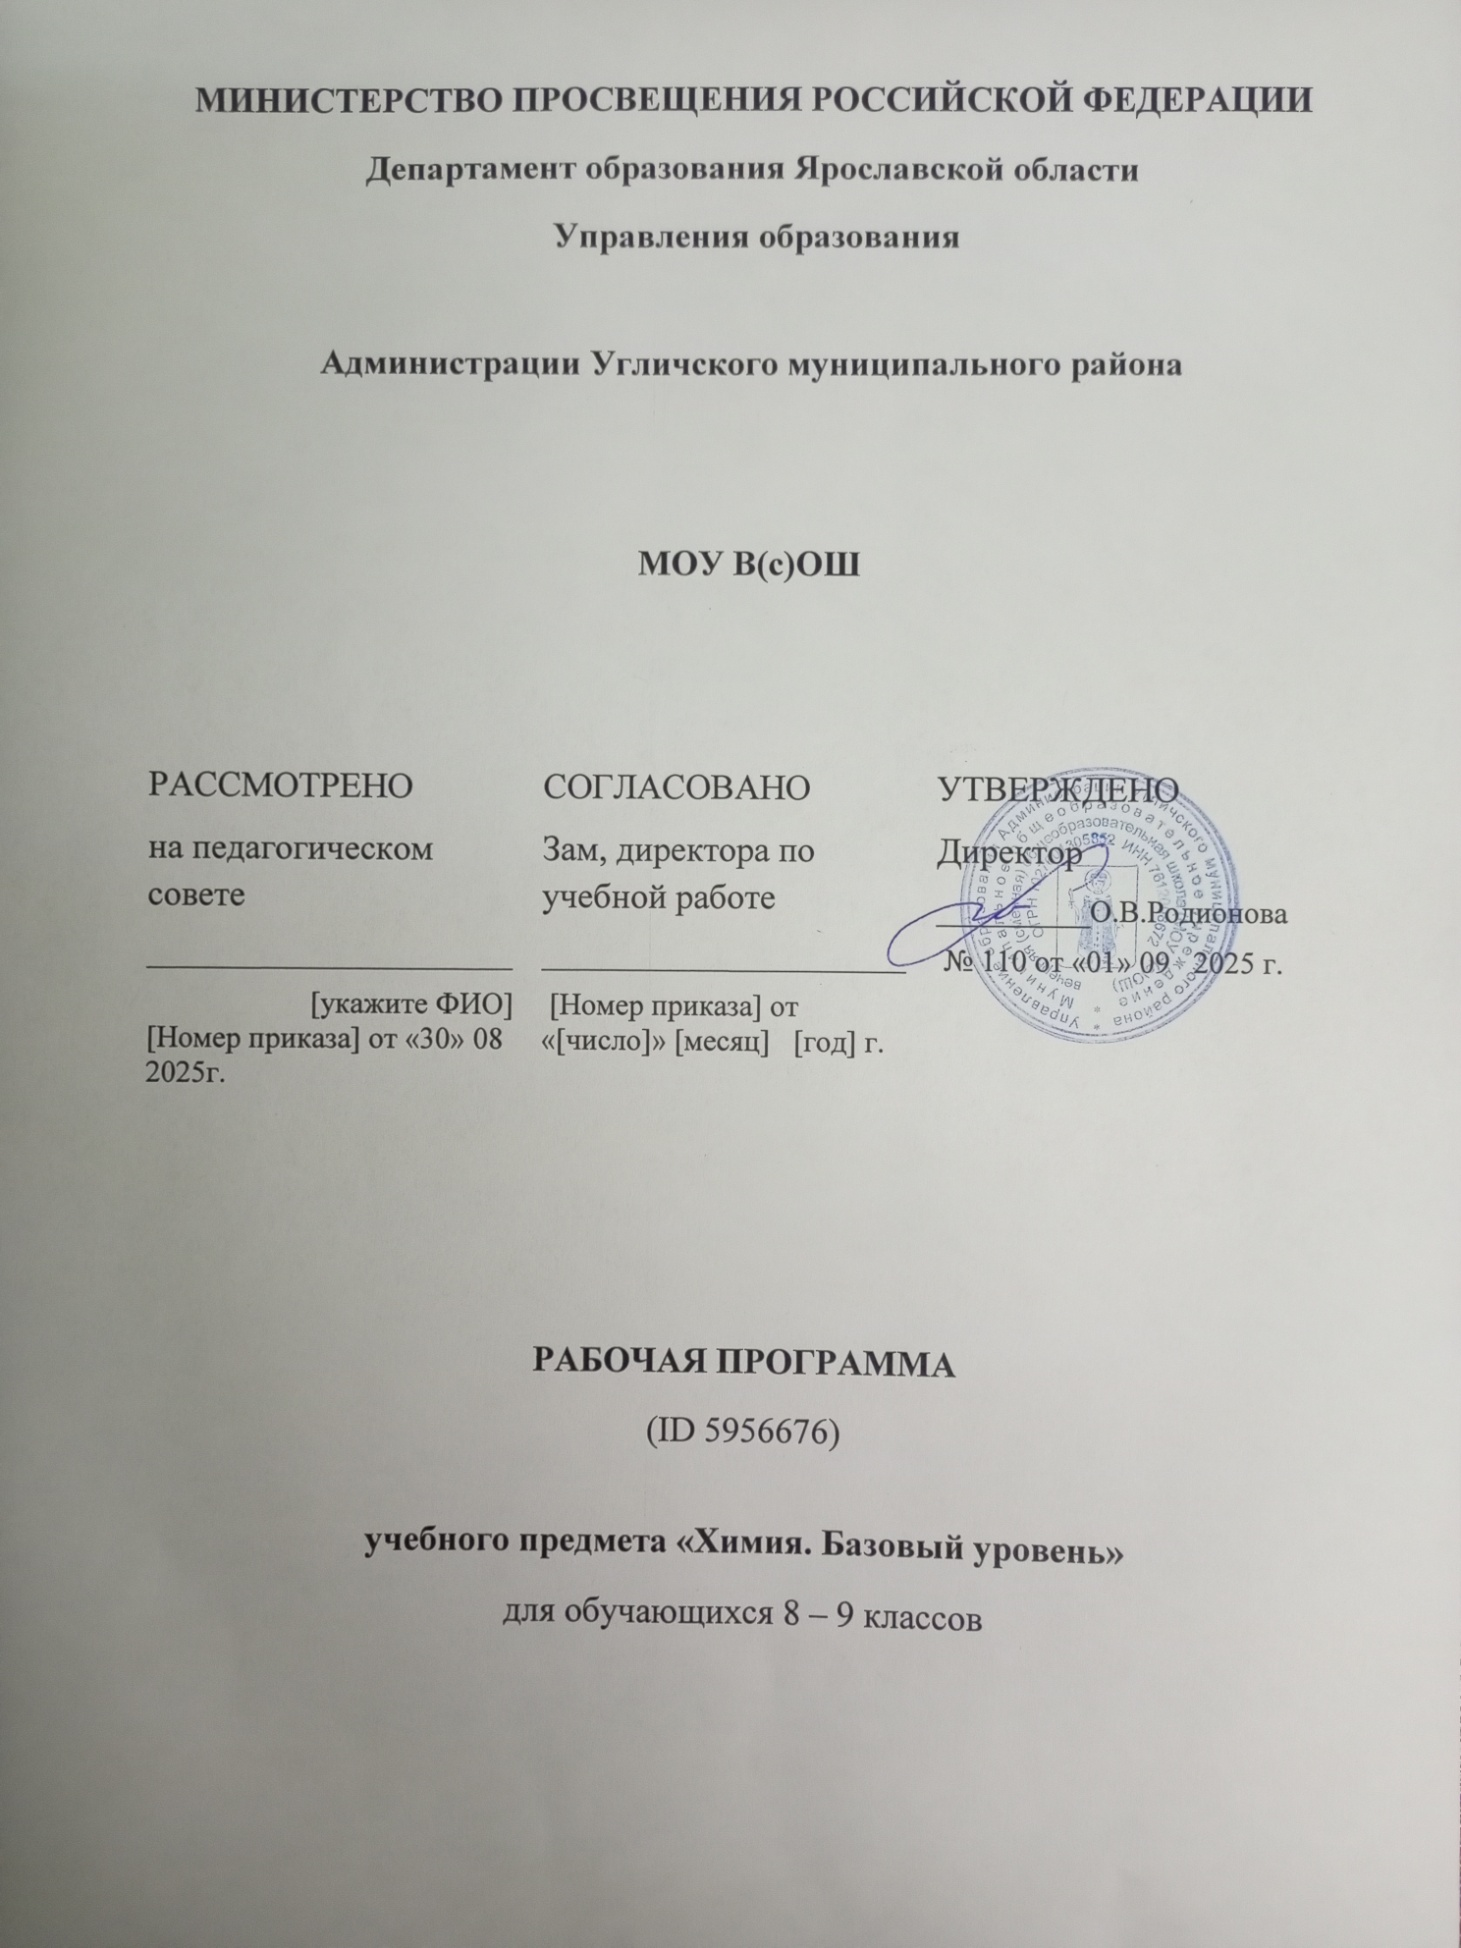 МИНИСТЕРСТВО ПРОСВЕЩЕНИЯ РОССИЙСКОЙ ФЕДЕРАЦИИ
Департамент образования Ярославской области
Управления образования
Администрации Угличского муниципального района
МОУ В(с)ОШ
РАССМОТРЕНО
на педагогическом
совете
[укажите ФИО]
[Номер приказа] от «30» 08
2025г.
СОГЛАСОВАНО
Зам, директора по
учебной работе
[Номер приказа] от
«[число]» [месяц] [год] г.
УТВЕРЖДЕНО
Директор
О.В.Родионова
№ 110 от «01» 09 2025 г.
РАБОЧАЯ ПРОГРАММА
(ID 5956676)
учебного предмета «Химия. Базовый уровень»
для обучающихся 8 – 9 классов